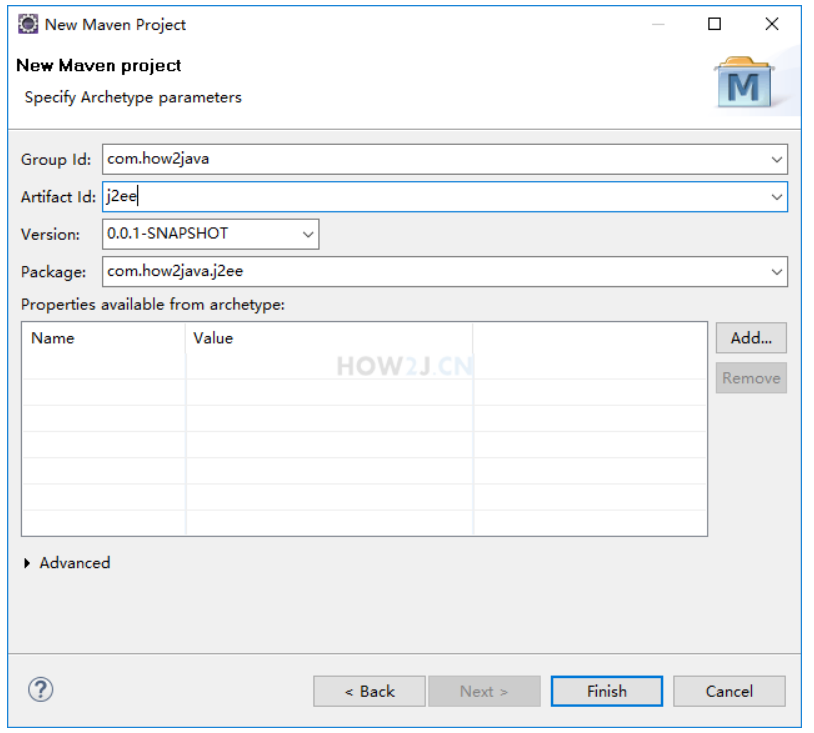 New Maven Project
New Maven project
Specify Archetype parameters
M
Group Id: com.how2java
Artifact Id: j2ee
Version: 0.0.1-SNAPSHOT
Package: com.how2java.j2ee
Properties available from archetype:
Name Value
Add...
HOW2J.CN
Remove
Advanced
? < Back Next > Finish Cancel